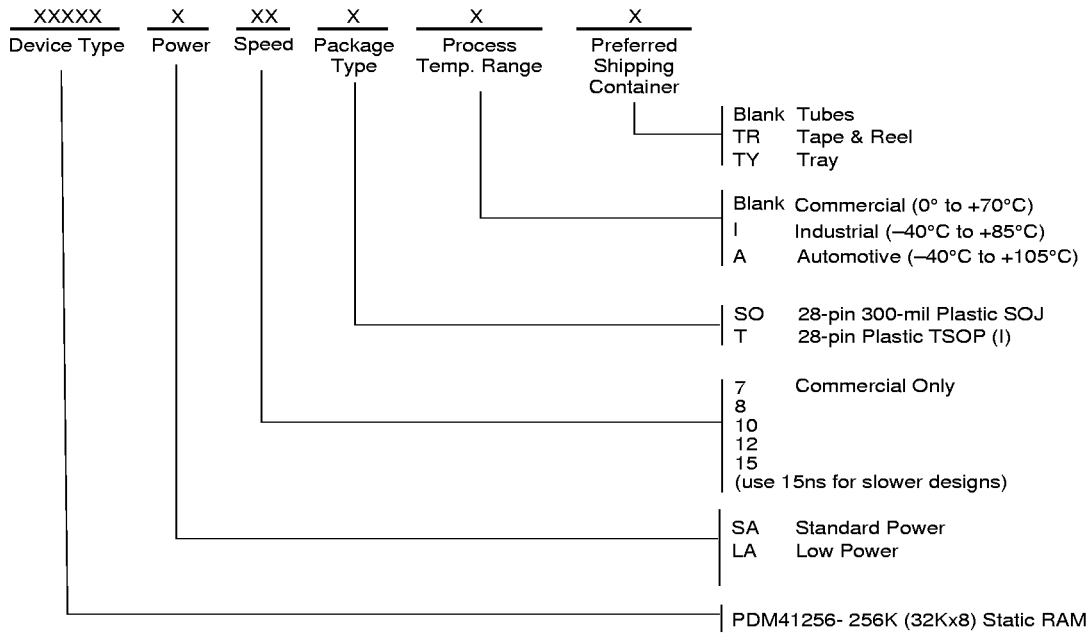 XXXXX X XX X X X
Device Type Power Speed Package Type Process Temp. Range Preferred Shipping Container
Blank Tubes
TR Tape & Reel
TY Tray
Blank Commercial (0° to +70°C)
I Industrial (–40°C to +85°C)
A Automotive (–40°C to +105°C)
SO 28-pin 300-mil Plastic SOJ
T 28-pin Plastic TSOP (I)
7 Commercial Only
8
10
12
15
(use 15ns for slower designs)
SA Standard Power
LA Low Power
PDM41256- 256K (32Kx8) Static RAM